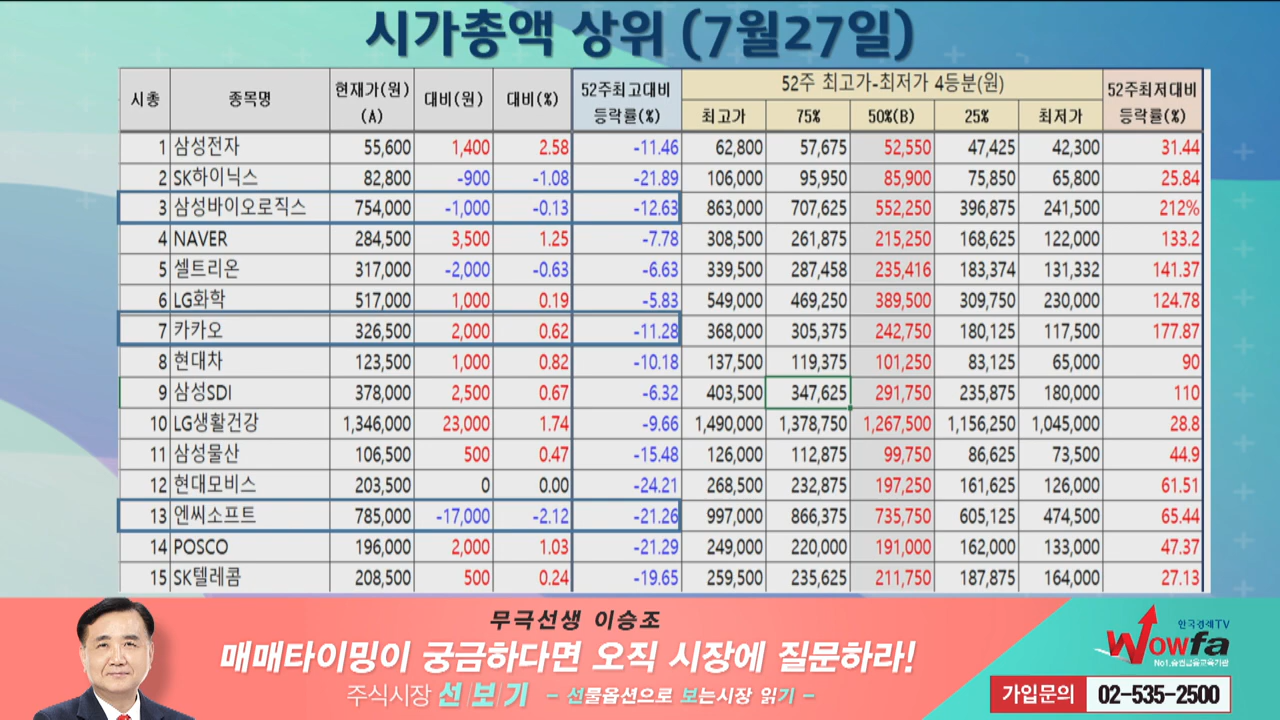 시가총액 상위 (7월27일)
시총 종목명 현재가(원) (A) 대비(원) 대비(%) 52주최고대비 등락률(%) 52주 최고가-최저가 4등분(원) 52주최저대비 등락률(%)
최고가 75% 50%(B) 25% 최저가
1 삼성전자 55,600 1,400 2.58 -11.46 62,800 57,675 52,550 47,425 42,300 31.44
2 SK하이닉스 82,800 -900 -1.08 -21.89 106,000 95,950 85,900 75,850 65,800 25.84
3 삼성바이오로직스 754,000 -1,000 -0.13 -12.63 863,000 707,625 552,250 396,875 241,500 212%
4 NAVER 284,500 3,500 1.25 -7.78 308,500 261,875 215,250 168,625 122,000 133.2
5 셀트리온 317,000 -2,000 -0.63 -6.63 339,500 287,458 235,416 183,374 131,332 141.37
6 LG화학 517,000 1,000 0.19 -5.83 549,000 469,250 389,500 309,750 230,000 124.78
7 카카오 326,500 2,000 0.62 -11.28 368,000 305,375 242,750 180,125 117,500 177.87
8 현대차 123,500 1,000 0.82 -10.18 137,500 119,375 101,250 83,125 65,000 90
9 삼성SDI 378,000 2,500 0.67 -6.32 403,500 347,625 291,750 235,875 180,000 110
10 LG생활건강 1,346,000 23,000 1.74 -9.66 1,490,000 1,378,750 1,267,500 1,156,250 1,045,000 28.8
11 삼성물산 106,500 500 0.47 -15.48 126,000 112,875 99,750 86,625 73,500 44.9
12 현대모비스 203,500 0 0.00 -24.21 268,500 232,875 197,250 161,625 126,000 61.51
13 엔씨소프트 785,000 -17,000 -2.12 -21.26 997,000 866,375 735,750 605,125 474,500 65.44
14 POSCO 196,000 2,000 1.03 -21.29 249,000 220,000 191,000 162,000 133,000 47.37
15 SK텔레콤 208,500 500 0.24 -19.65 259,500 235,625 211,750 187,875 164,000 27.13
무극선생 이승조
매매타이밍이 궁금하다면 오직 시장에 질문하라!
주식시장 선보기 - 선물옵션으로 보는시장 읽기 -
한국경제TV
Wowfa
No1.증권금융교육기관
가입문의 02-535-2500